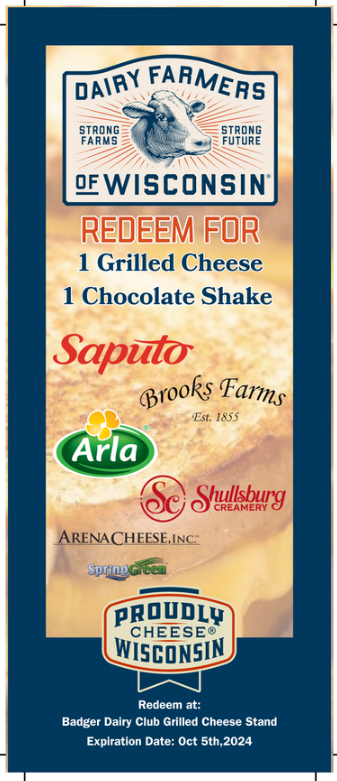 DAIRY FARMERS
STRONG FARMS
STRONG FUTURE
OF WISCONSIN®
REDEEM FOR
1 Grilled Cheese
1 Chocolate Shake
Saputo
Brooks Farms
Est. 1855
Arla®
Sc Shullsburg
CREAMERY
ARENA CHEESE, INC.™
SpringGreen
PROUDLY
CHEESE®
WISCONSIN
Redeem at:
Badger Dairy Club Grilled Cheese Stand
Expiration Date: Oct 5th,2024